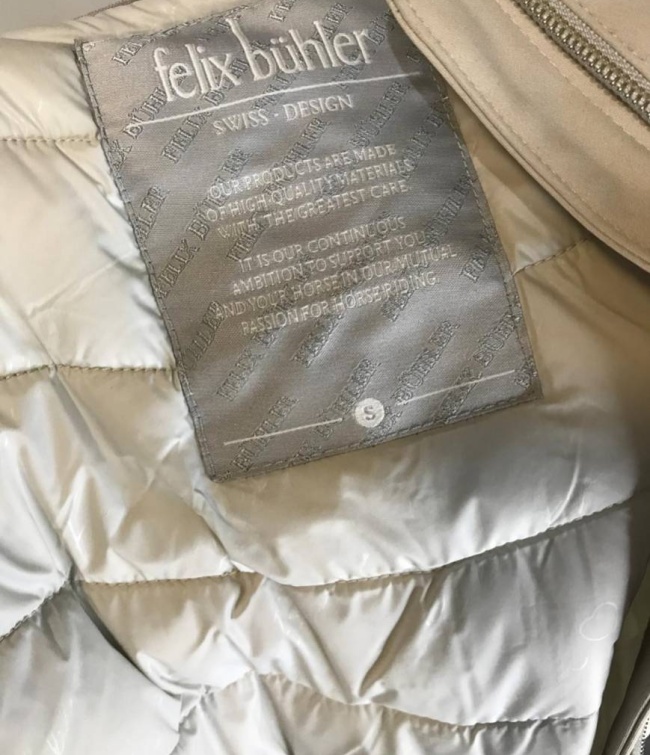 felix bühler
SWISS · DESIGN
OUR PRODUCTS ARE MADE
OF HIGH QUALITY MATERIALS
WITH THE GREATEST CARE.
IT IS OUR CONTINUOUS
AMBITION TO SUPPORT YOU
AND YOUR HORSE IN OUR MUTUAL
PASSION FOR HORSE RIDING
S